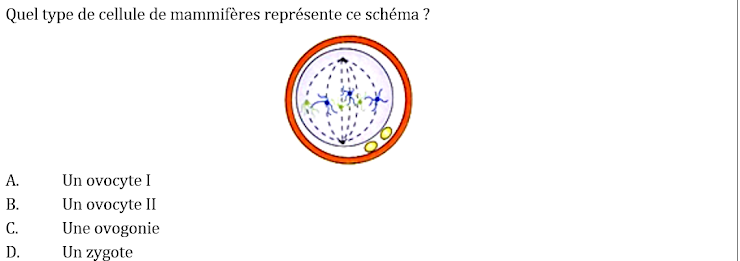 Quel type de cellule de mammifères représente ce schéma ?
A. Un ovocyte I
B. Un ovocyte II
C. Une ovogonie
D. Un zygote